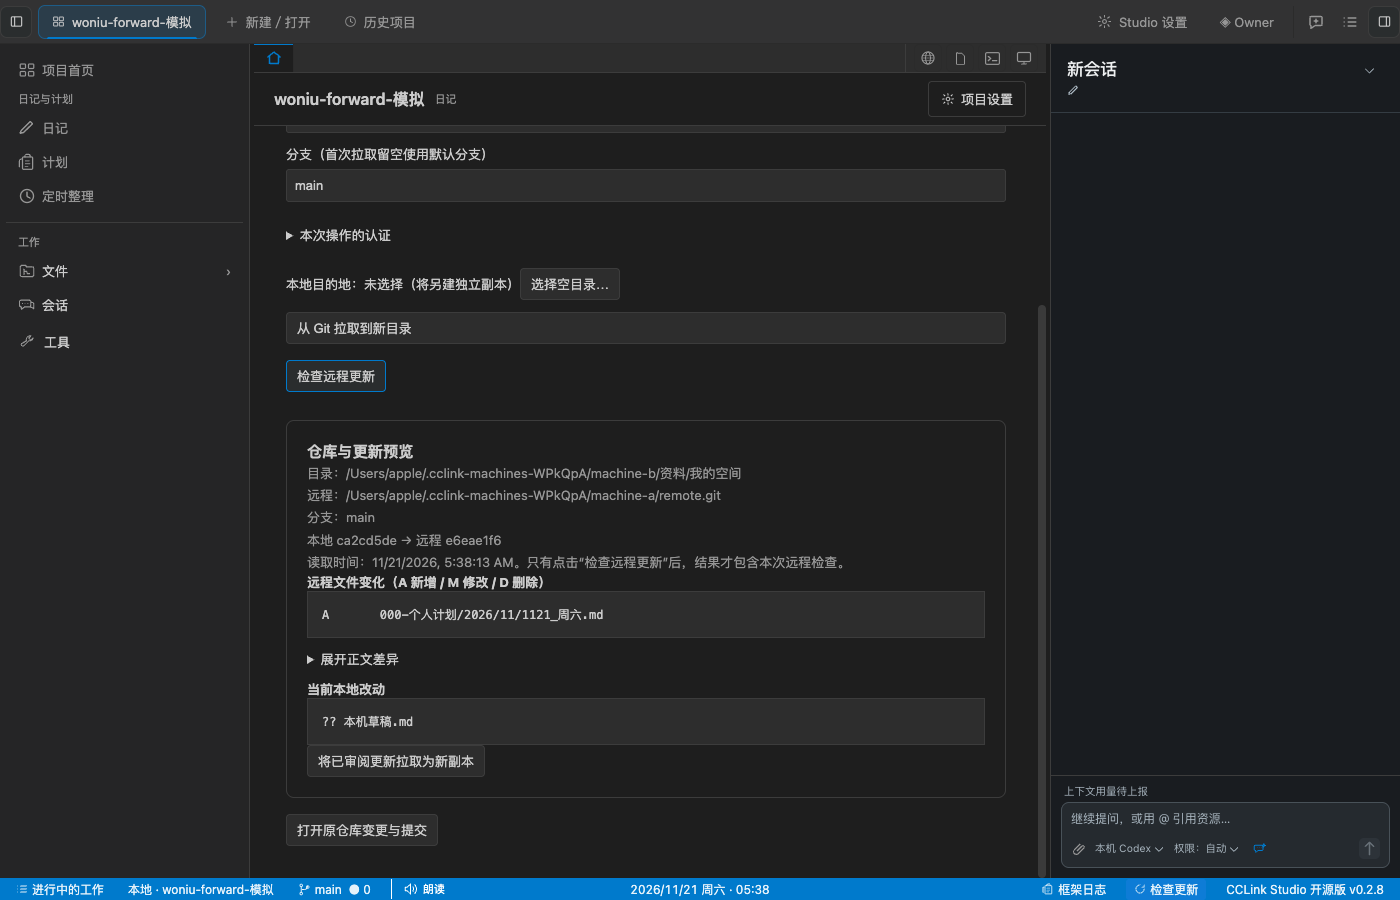 woniu-forward-模拟
新建 / 打开
历史项目
Studio 设置
Owner
项目首页
日记与计划
日记
计划
定时整理
工作
文件
会话
工具
woniu-forward-模拟 日记
项目设置
分支（首次拉取留空使用默认分支）
main
本次操作的认证
本地目的地：未选择（将另建独立副本）
选择空目录...
从 Git 拉取到新目录
检查远程更新
仓库与更新预览
目录：/Users/apple/.cclink-machines-WPkQpA/machine-b/资料/我的空间
远程：/Users/apple/.cclink-machines-WPkQpA/machine-a/remote.git
分支：main
本地 ca2cd5de → 远程 e6eae1f6
读取时间：11/21/2026, 5:38:13 AM。只有点击“检查远程更新”后，结果才包含本次远程检查。
远程文件变化（A 新增 / M 修改 / D 删除）
A 000-个人计划/2026/11/1121_周六.md
展开正文差异
当前本地改动
?? 本机草稿.md
将已审阅更新拉取为新副本
打开原仓库变更与提交
新会话
上下文用量待上报
继续提问，或用 @ 引用资源...
本机 Codex
权限：自动
进行中的工作
本地 · woniu-forward-模拟
main
0
朗读
2026/11/21 周六 · 05:38
框架日志
检查更新
CCLink Studio 开源版 v0.2.8